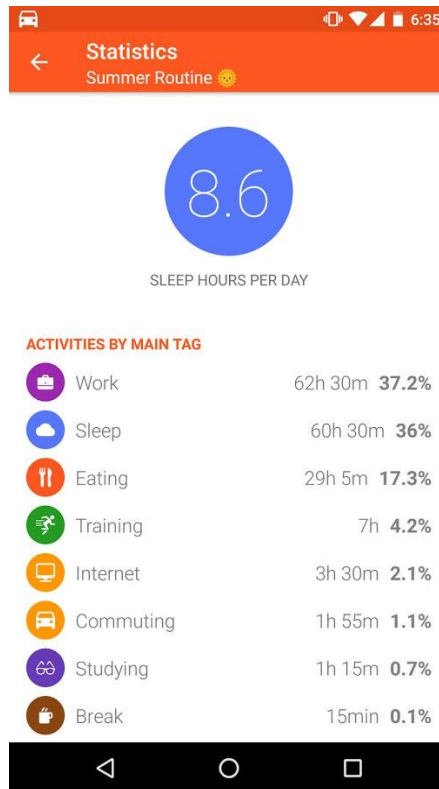 6:35
Statistics
Summer Routine 🌞
8.6
SLEEP HOURS PER DAY
ACTIVITIES BY MAIN TAG
Work 62h 30m 37.2%
Sleep 60h 30m 36%
Eating 29h 5m 17.3%
Training 7h 4.2%
Internet 3h 30m 2.1%
Commuting 1h 55m 1.1%
Studying 1h 15m 0.7%
Break 15min 0.1%